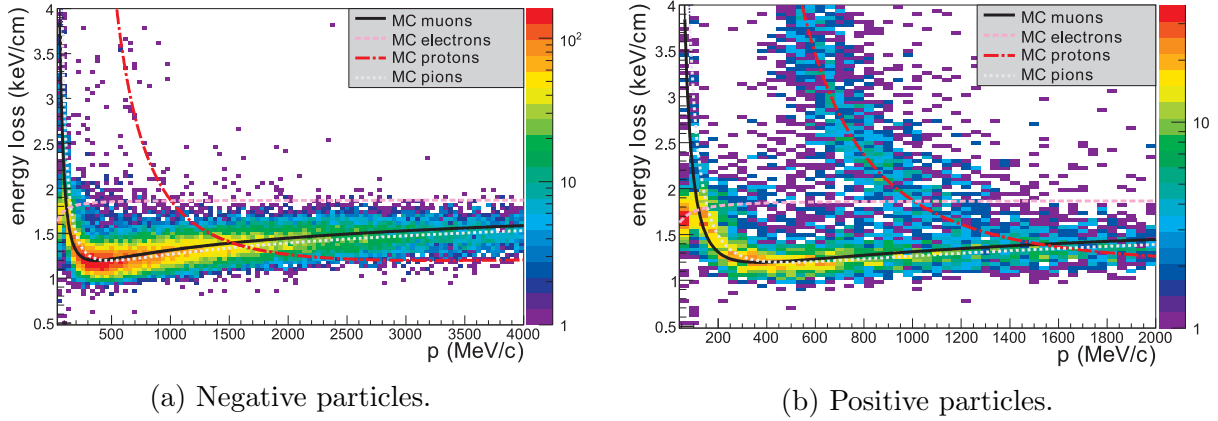 energy loss (keV/cm)
4
3.5
3
2.5
2
1.5
1
0.5
500 1000 1500 2000 2500 3000 3500 4000
p (MeV/c)
MC muons
MC electrons
MC protons
MC pions
10²
10
1
(a) Negative particles.
energy loss (keV/cm)
4
3.5
3
2.5
2
1.5
1
0.5
200 400 600 800 1000 1200 1400 1600 1800 2000
p (MeV/c)
MC muons
MC electrons
MC protons
MC pions
10
1
(b) Positive particles.